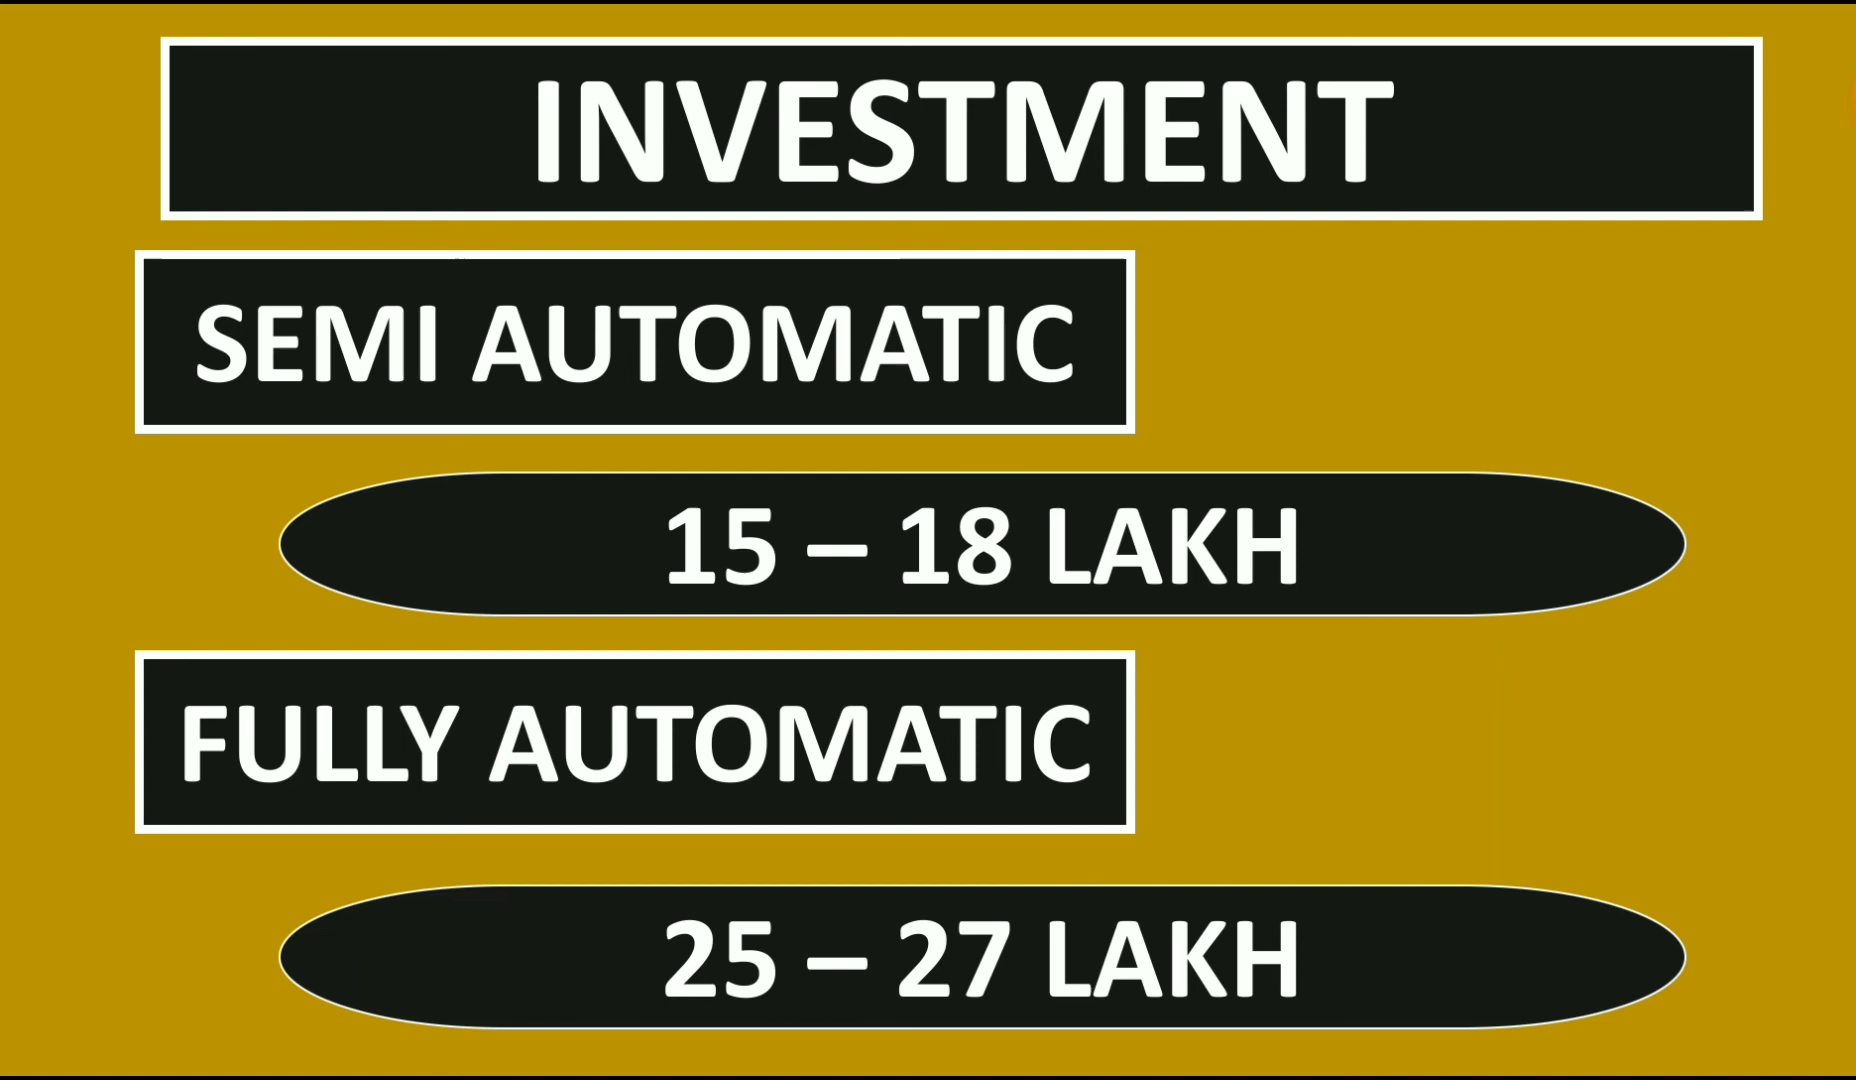 INVESTMENT
SEMI AUTOMATIC
15 – 18 LAKH
FULLY AUTOMATIC
25 – 27 LAKH